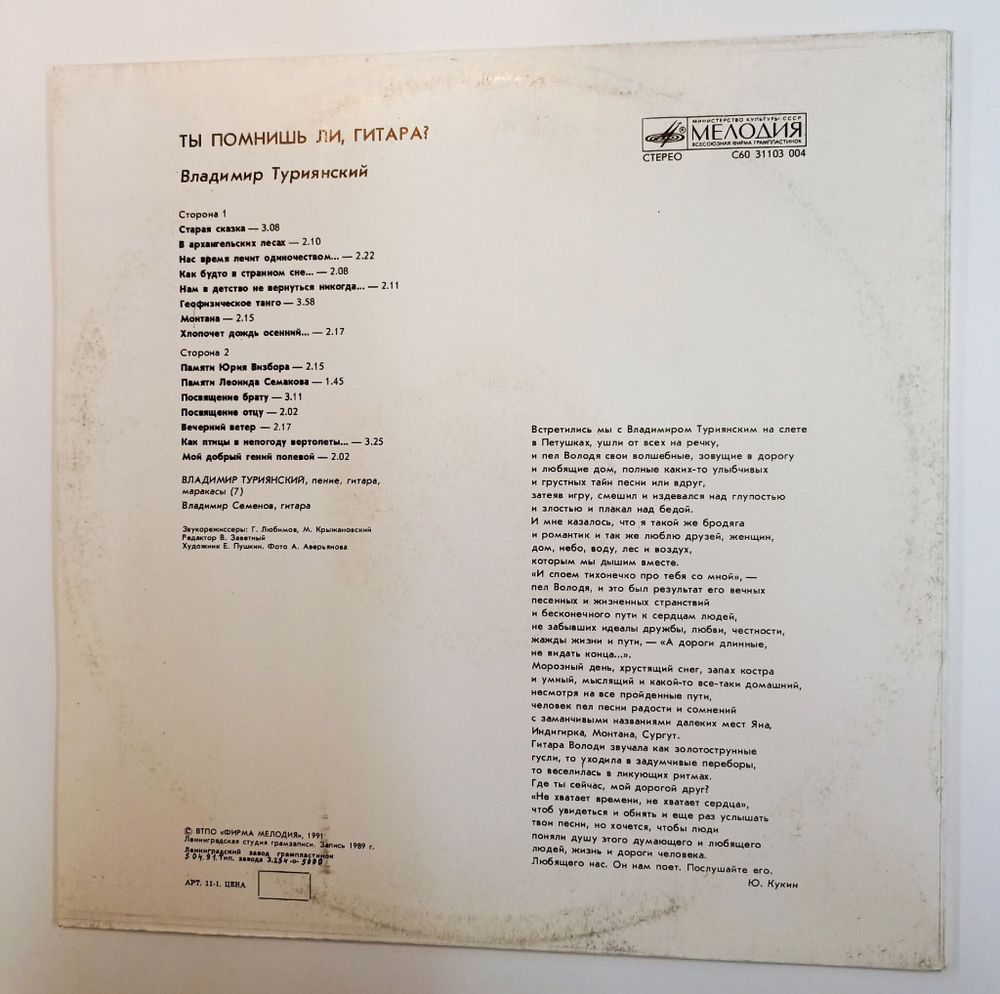 ТЫ ПОМНИШЬ ЛИ, ГИТАРА?
Владимир Туриянский
МИНИСТЕРСТВО КУЛЬТУРЫ СССР
МЕЛОДИЯ
ВСЕСОЮЗНАЯ ФИРМА ГРАМПЛАСТИНОК
СТЕРЕО С60 31103 004
Сторона 1
Старая сказка — 3.08
В архангельских лесах — 2.10
Нас время лечит одиночеством... — 2.22
Как будто в странном сне... — 2.08
Нам в детство не вернуться никогда... — 2.11
Геофизическое танго — 3.58
Монтана — 2.15
Хлопочет дождь осенний... — 2.17
Сторона 2
Памяти Юрия Визбора — 2.15
Памяти Леонида Семакова — 1.45
Посвящение брату — 3.11
Посвящение отцу — 2.02
Вечерний ветер — 2.17
Как птицы в непогоду вертолеты... — 3.25
Мой добрый гений полевой — 2.02
ВЛАДИМИР ТУРИЯНСКИЙ, пение, гитара,
маракасы (7)
Владимир Семенов, гитара
Звукорежиссеры: Г. Любимов, М. Крыжановский
Редактор В. Заветный
Художник Е. Пушкин. Фото А. Аверьянова
Встретились мы с Владимиром Туриянским на слете
в Петушках, ушли от всех на речку,
и пел Володя свои волшебные, зовущие в дорогу
и любящие дом, полные каких-то улыбчивых
и грустных тайн песни или вдруг,
затеяв игру, смешил и издевался над глупостью
и злостью и плакал над бедой.
И мне казалось, что я такой же бродяга
и романтик и так же люблю друзей, женщин,
дом, небо, воду, лес и воздух,
которым мы дышим вместе.
«И споем тихонечко про тебя со мной», —
пел Володя, и это был результат его вечных
песенных и жизненных странствий
и бесконечного пути к сердцам людей,
не забывших идеалы дружбы, любви, честности,
жажды жизни и пути, — «А дороги длинные,
не видать конца...».
Морозный день, хрустящий снег, запах костра
и умный, мыслящий и какой-то все-таки домашний,
несмотря на все пройденные пути,
человек пел песни радости и сомнений
с заманчивыми названиями далеких мест Яна,
Индигирка, Монтана, Сургут.
Гитара Володи звучала как золотострунные
гусли, то уходила в задумчивые переборы,
то веселилась в ликующих ритмах.
Где ты сейчас, мой дорогой друг?
«Не хватает времени, не хватает сердца»,
чтоб увидеться и обнять и еще раз услышать
твои песни, но хочется, чтобы люди
поняли душу этого думающего и любящего
людей, жизнь и дороги человека.
Любящего нас. Он нам поет. Послушайте его.
Ю. Кукин
© ВТПО «ФИРМА МЕЛОДИЯ», 1991
Ленинградская студия грамзаписи. Запись 1989 г.
Ленинградский завод грампластинок
5.04.91. Тип. завода З.254-0-5000
АРТ. 11-1. ЦЕНА